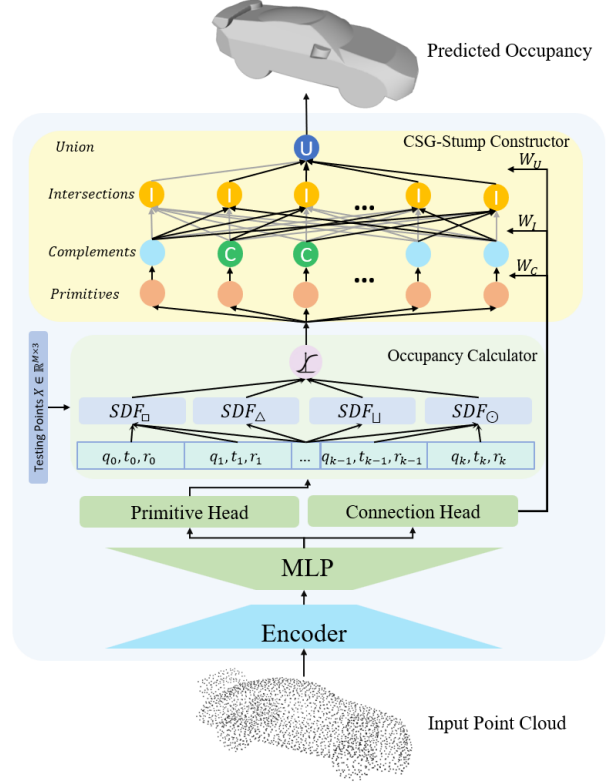 Predicted Occupancy
CSG-Stump Constructor
Union
U
W_U
Intersections
I I I ... I I
W_I
Complements
C C
W_C
...
Primitives
Testing Points X ∈ ℝ^{M×3}
Occupancy Calculator
SDF_□ SDF_△ SDF_⊔ SDF_⊙
q_0, t_0, r_0 q_1, t_1, r_1 ... q_{k−1}, t_{k−1}, r_{k−1} q_k, t_k, r_k
Primitive Head Connection Head
MLP
Encoder
Input Point Cloud